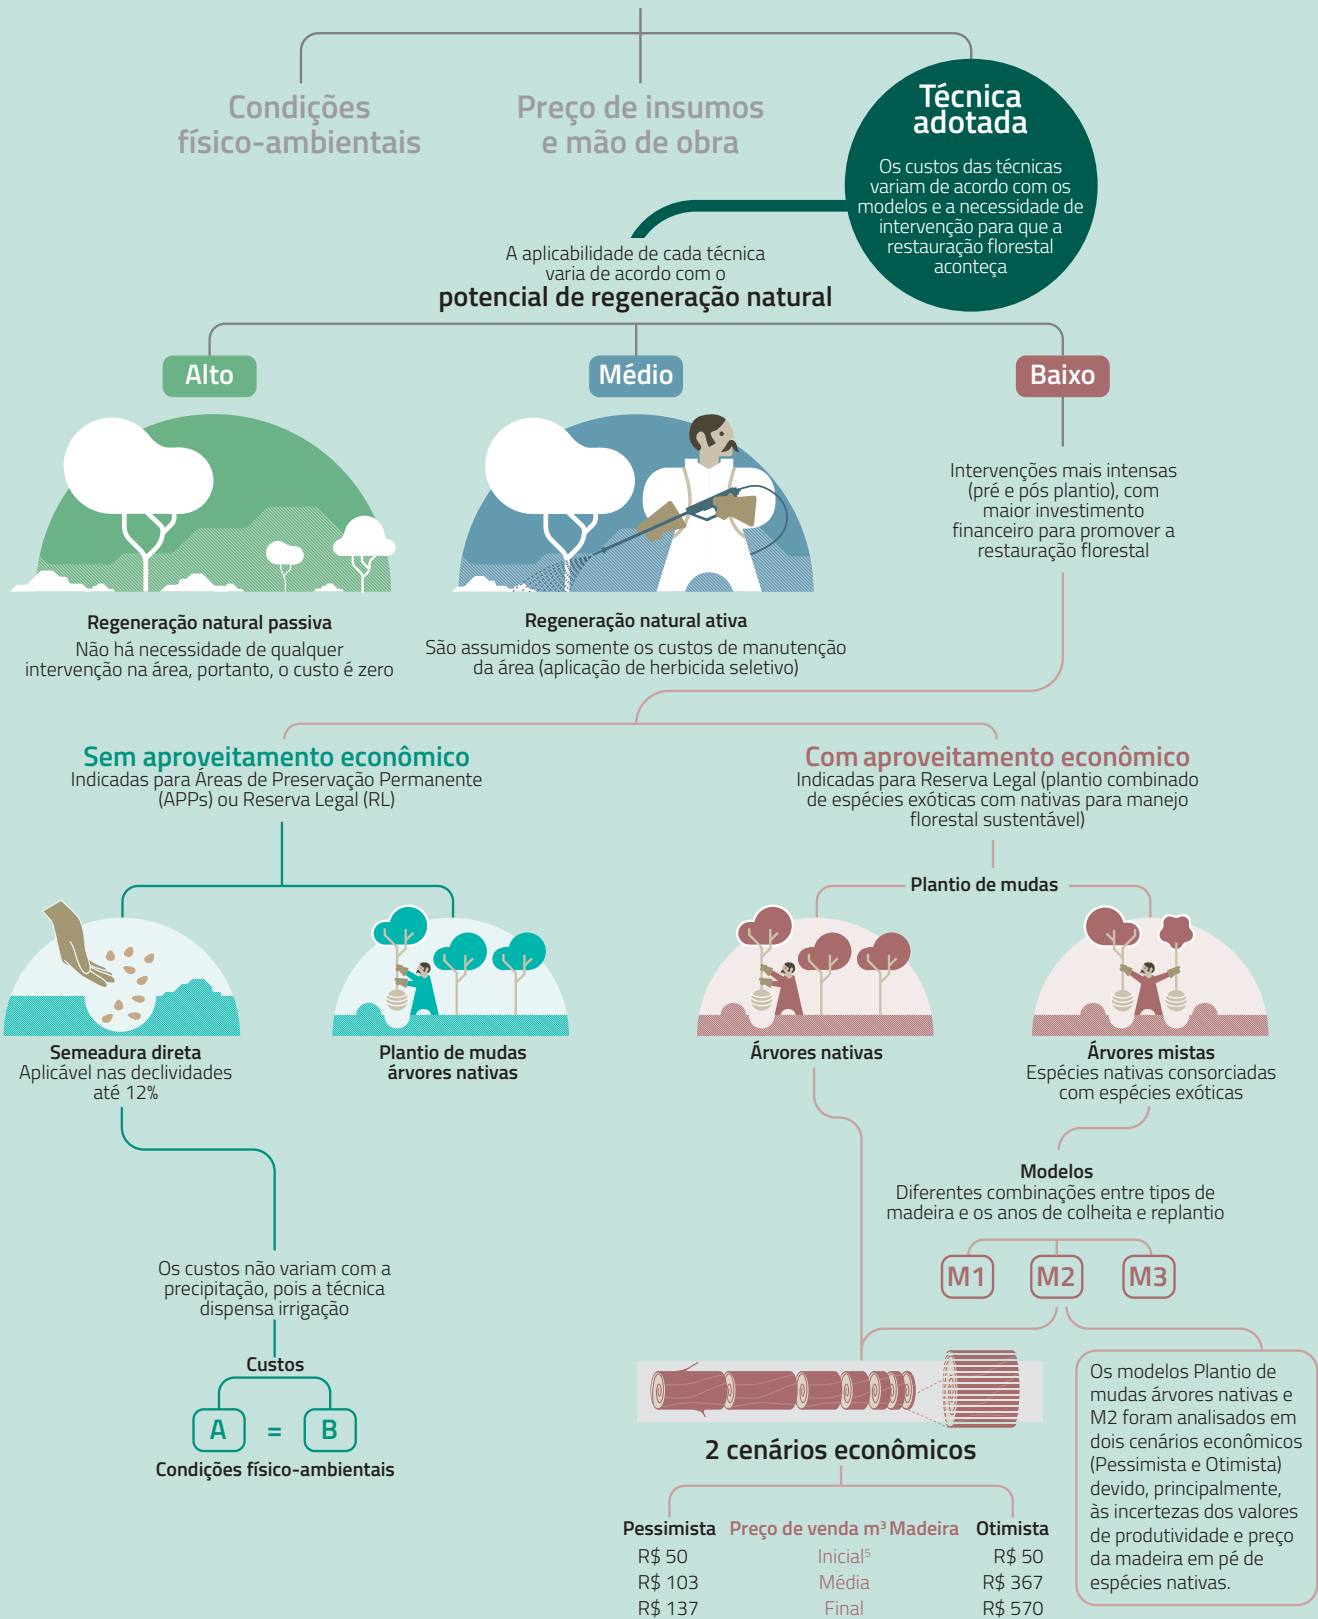 Condições
físico-ambientais
Preço de insumos
e mão de obra
Técnica
adotada
Os custos das técnicas
variam de acordo com os
modelos e a necessidade de
intervenção para que a
restauração florestal
aconteça
A aplicabilidade de cada técnica
varia de acordo com o
potencial de regeneração natural
Alto
Médio
Baixo
Regeneração natural passiva
Não há necessidade de qualquer
intervenção na área, portanto, o custo é zero
Regeneração natural ativa
São assumidos somente os custos de manutenção
da área (aplicação de herbicida seletivo)
Intervenções mais intensas
(pré e pós plantio), com
maior investimento
financeiro para promover a
restauração florestal
Sem aproveitamento econômico
Indicadas para Áreas de Preservação Permanente
(APPs) ou Reserva Legal (RL)
Com aproveitamento econômico
Indicadas para Reserva Legal (plantio combinado
de espécies exóticas com nativas para manejo
florestal sustentável)
Plantio de mudas
Semeadura direta
Aplicável nas declividades
até 12%
Plantio de mudas
árvores nativas
Árvores nativas
Árvores mistas
Espécies nativas consorciadas
com espécies exóticas
Modelos
Diferentes combinações entre tipos de
madeira e os anos de colheita e replantio
M1 M2 M3
Os custos não variam com a
precipitação, pois a técnica
dispensa irrigação
Custos
A = B
Condições físico-ambientais
2 cenários econômicos
Pessimista Preço de venda m³ Madeira Otimista
R$ 50 Inicial⁵ R$ 50
R$ 103 Média R$ 367
R$ 137 Final R$ 570
Os modelos Plantio de
mudas árvores nativas e
M2 foram analisados em
dois cenários econômicos
(Pessimista e Otimista)
devido, principalmente,
às incertezas dos valores
de produtividade e preço
da madeira em pé de
espécies nativas.